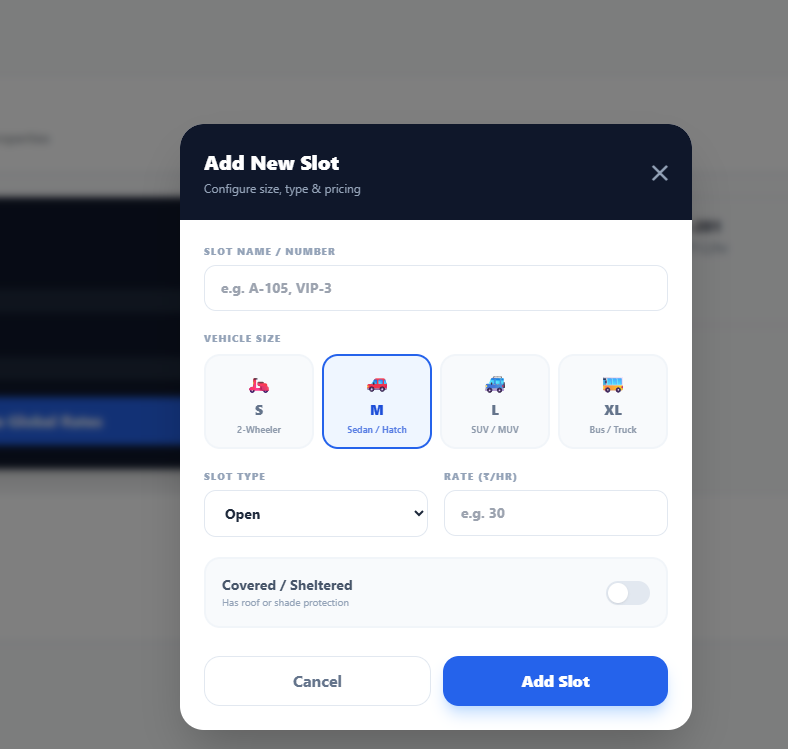 Add New Slot
Configure size, type & pricing
SLOT NAME / NUMBER
e.g. A-105, VIP-3
VEHICLE SIZE
S
2-Wheeler
M
Sedan / Hatch
L
SUV / MUV
XL
Bus / Truck
SLOT TYPE
RATE (₹/HR)
Open
e.g. 30
Covered / Sheltered
Has roof or shade protection
Global Rates
Cancel
Add Slot